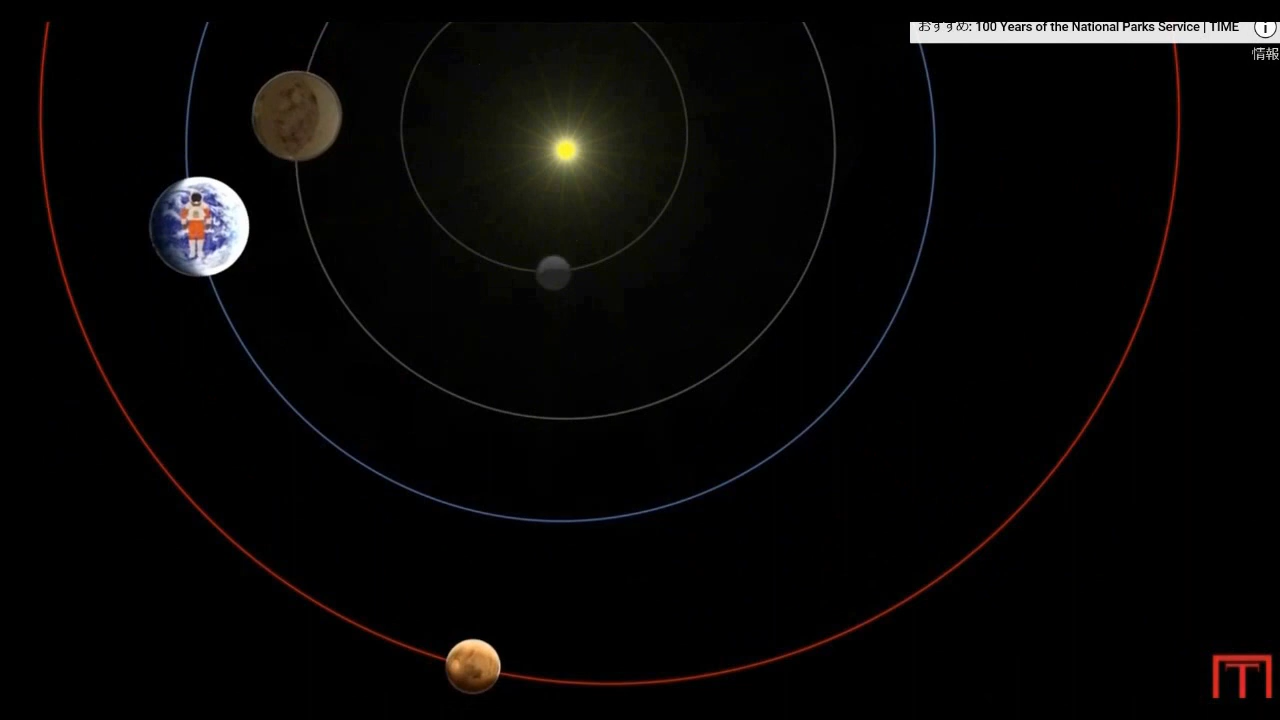 おすすめ: 100 Years of the National Parks Service | TIME
情報
T